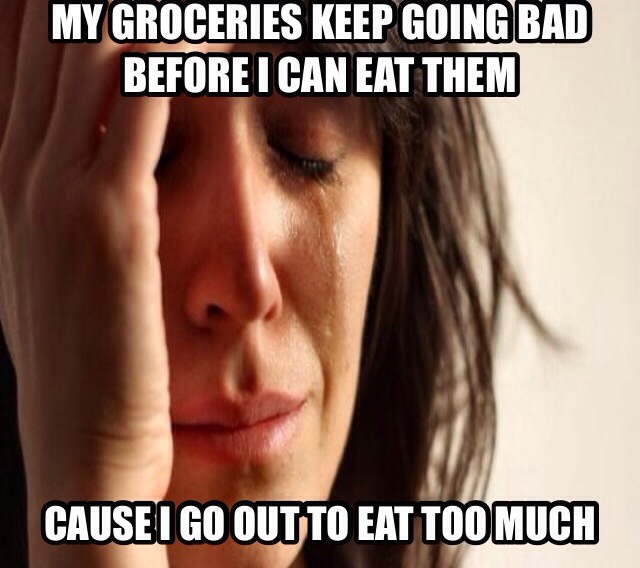 MY GROCERIES KEEP GOING BAD
BEFORE I CAN EAT THEM
CAUSE I GO OUT TO EAT TOO MUCH